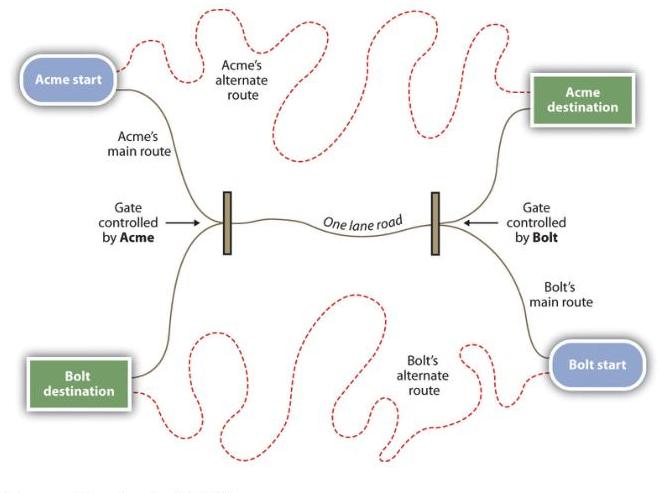 Acme start
Acme's
alternate
route
Acme
destination
Acme's
main route
Gate
controlled
by Acme
One lane road
Gate
controlled
by Bolt
Bolt's
main route
Bolt
destination
Bolt's
alternate
route
Bolt start